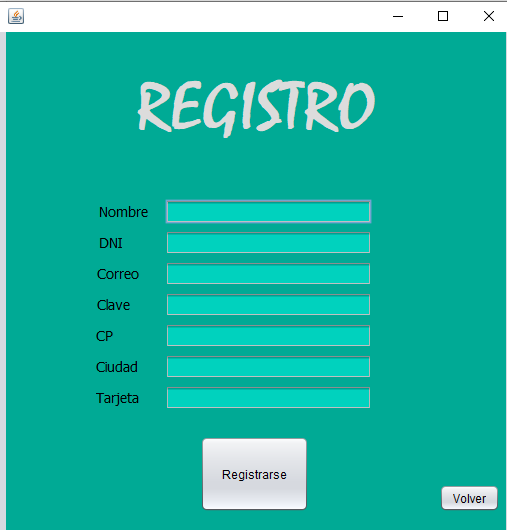 REGISTRO
Nombre
DNI
Correo
Clave
CP
Ciudad
Tarjeta
Registrarse
Volver